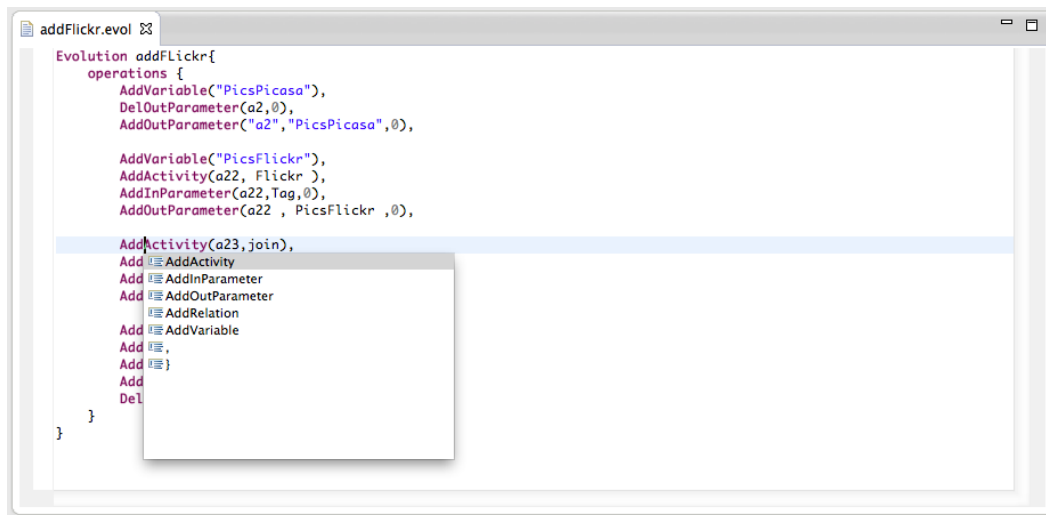 addFlickr.evol
Evolution addFLickr{
operations {
AddVariable("PicsPicasa"),
DelOutParameter(a2,0),
AddOutParameter("a2","PicsPicasa",0),
AddVariable("PicsFlickr"),
AddActivity(a22, Flickr ),
AddInParameter(a22,Tag,0),
AddOutParameter(a22 , PicsFlickr ,0),
AddActivity(a23,join),
Add AddActivity
Add AddInParameter
Add AddOutParameter
AddRelation
Add AddVariable
Add ,
Add }
Add
Del
}
}